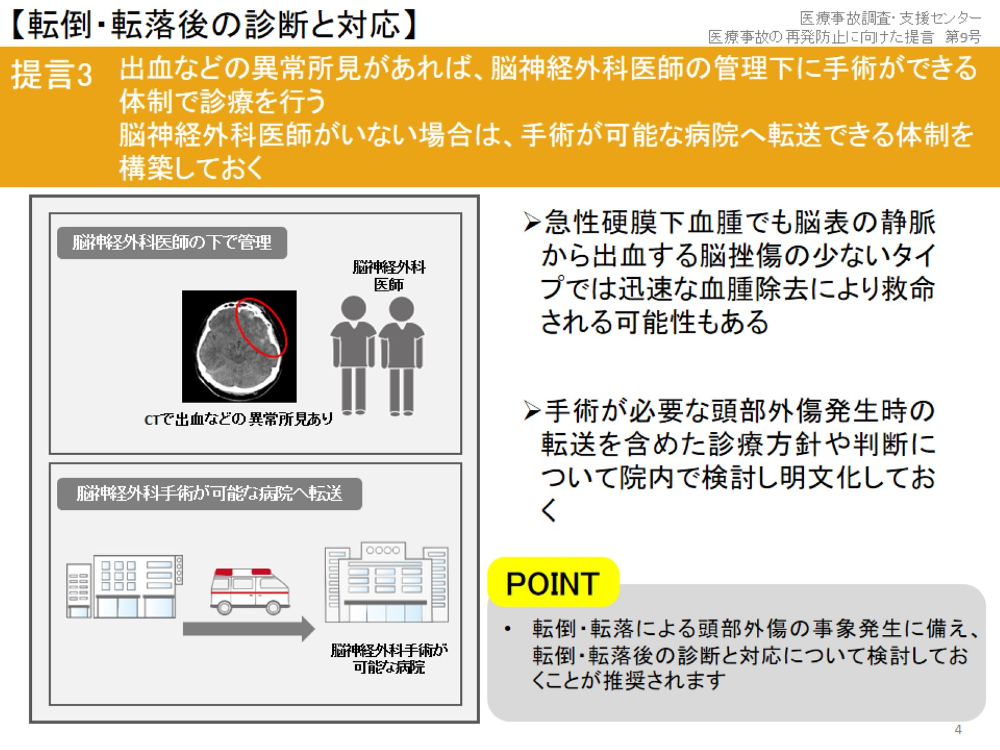 【転倒・転落後の診断と対応】
医療事故調査・支援センター
医療事故の再発防止に向けた提言 第9号
提言3
出血などの異常所見があれば、脳神経外科医師の管理下に手術ができる
体制で診療を行う
脳神経外科医師がいない場合は、手術が可能な病院へ転送できる体制を
構築しておく
脳神経外科医師の下で管理
脳神経外科
医師
CTで出血などの異常所見あり
脳神経外科手術が可能な病院へ転送
脳神経外科手術が
可能な病院
➢急性硬膜下血腫でも脳表の静脈
から出血する脳挫傷の少ないタイ
プでは迅速な血腫除去により救命
される可能性もある
➢手術が必要な頭部外傷発生時の
転送を含めた診療方針や判断に
ついて院内で検討し明文化してお
く
POINT
• 転倒・転落による頭部外傷の事象発生に備え、
転倒・転落後の診断と対応について検討してお
くことが推奨されます
4